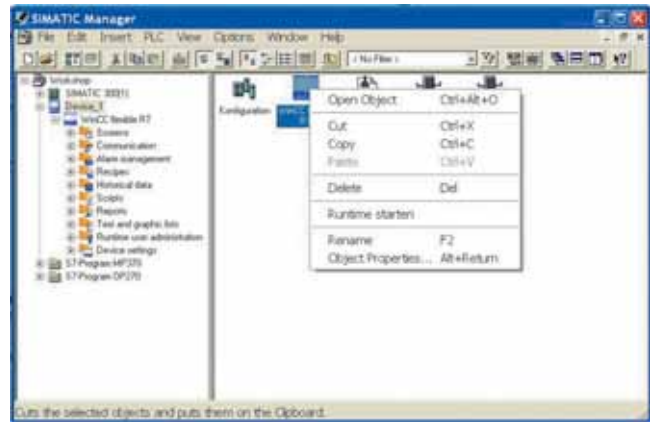 SIMATIC Manager
File Edit Insert PLC View Options Window Help
< No Filter >
Workshop
SIMATIC 300(1)
Device_1
WinCC flexible RT
Screens
Communication
Alarm management
Recipes
Historical data
Scripts
Reports
Text and graphic lists
Runtime user administration
Device settings
S7-Program MP370
S7-Program OP270
Konfiguration
Open Object Ctrl+Alt+O
Cut Ctrl+X
Copy Ctrl+C
Paste Ctrl+V
Delete Del
Runtime starten
Rename F2
Object Properties... Alt+Return
Cuts the selected objects and puts them on the Clipboard.